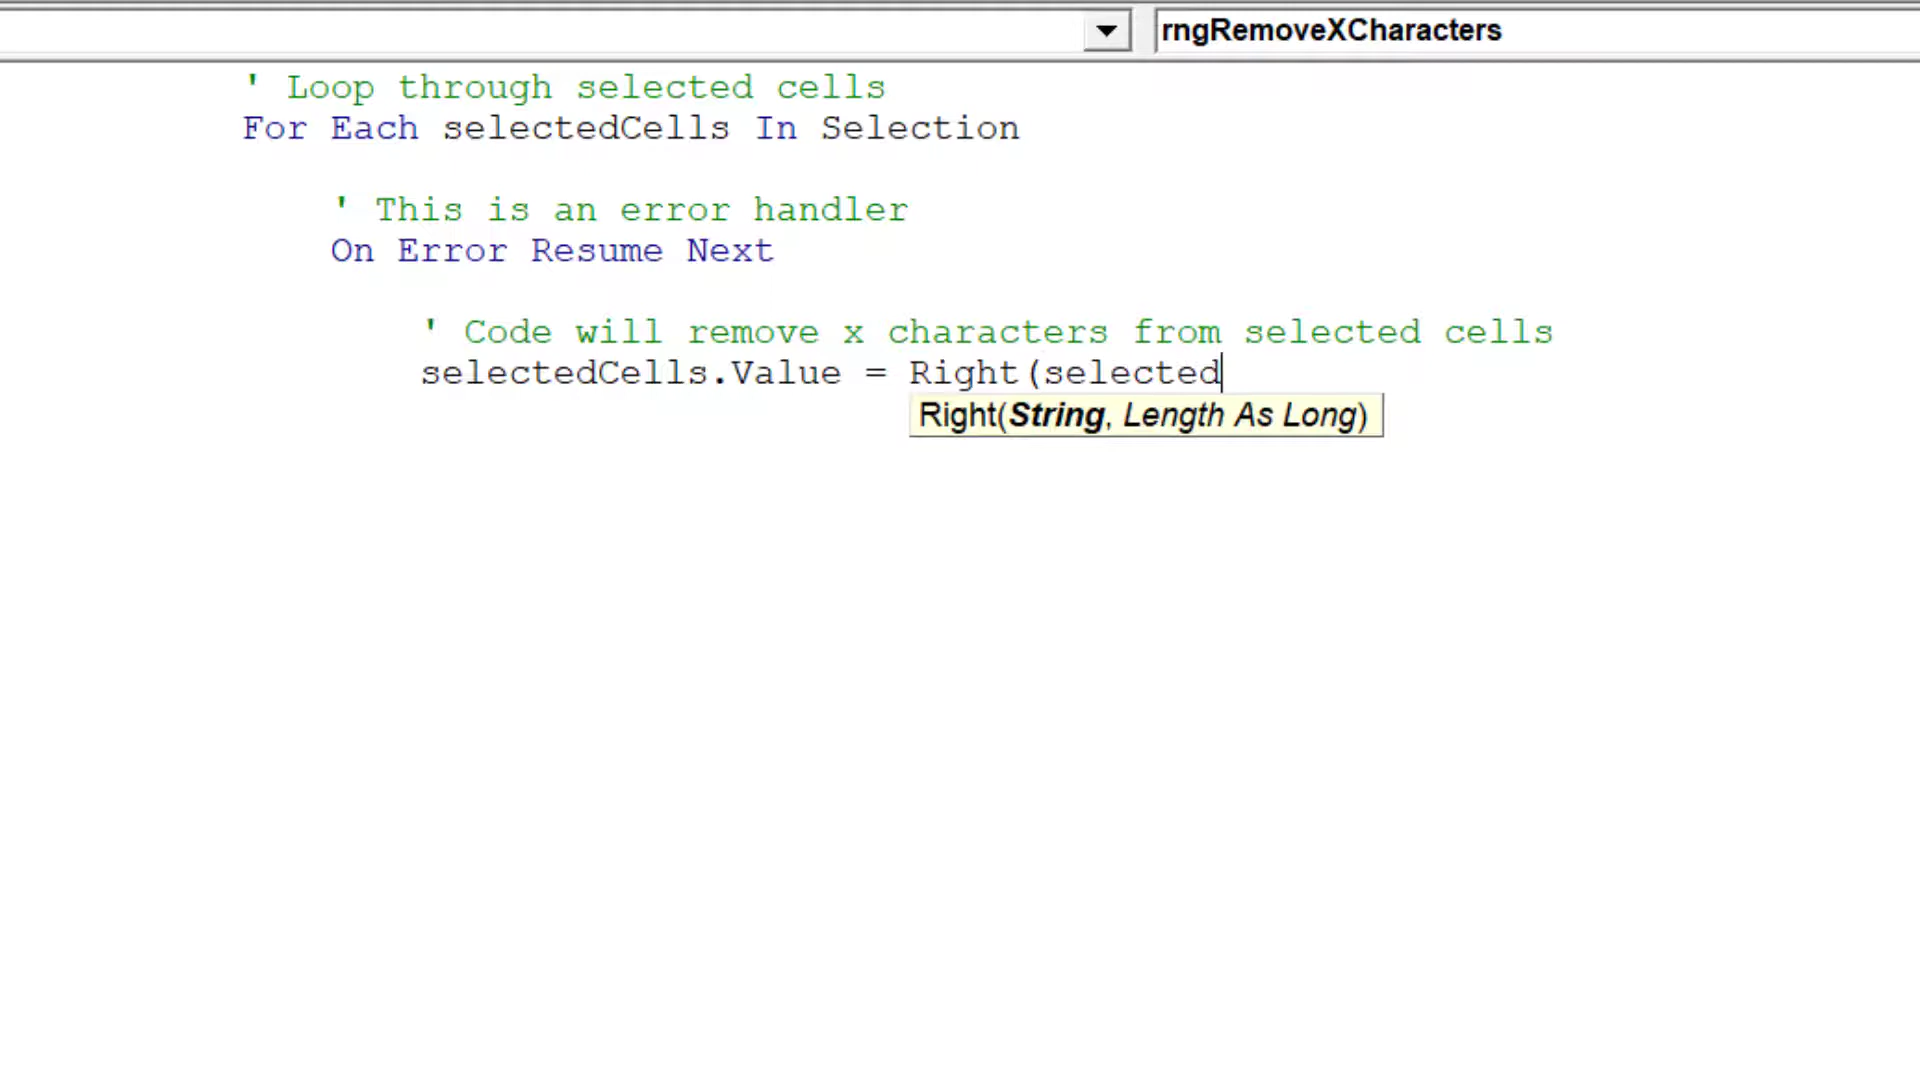 rngRemoveXCharacters
' Loop through selected cells
For Each selectedCells In Selection
' This is an error handler
On Error Resume Next
' Code will remove x characters from selected cells
selectedCells.Value = Right(selected
Right(String, Length As Long)